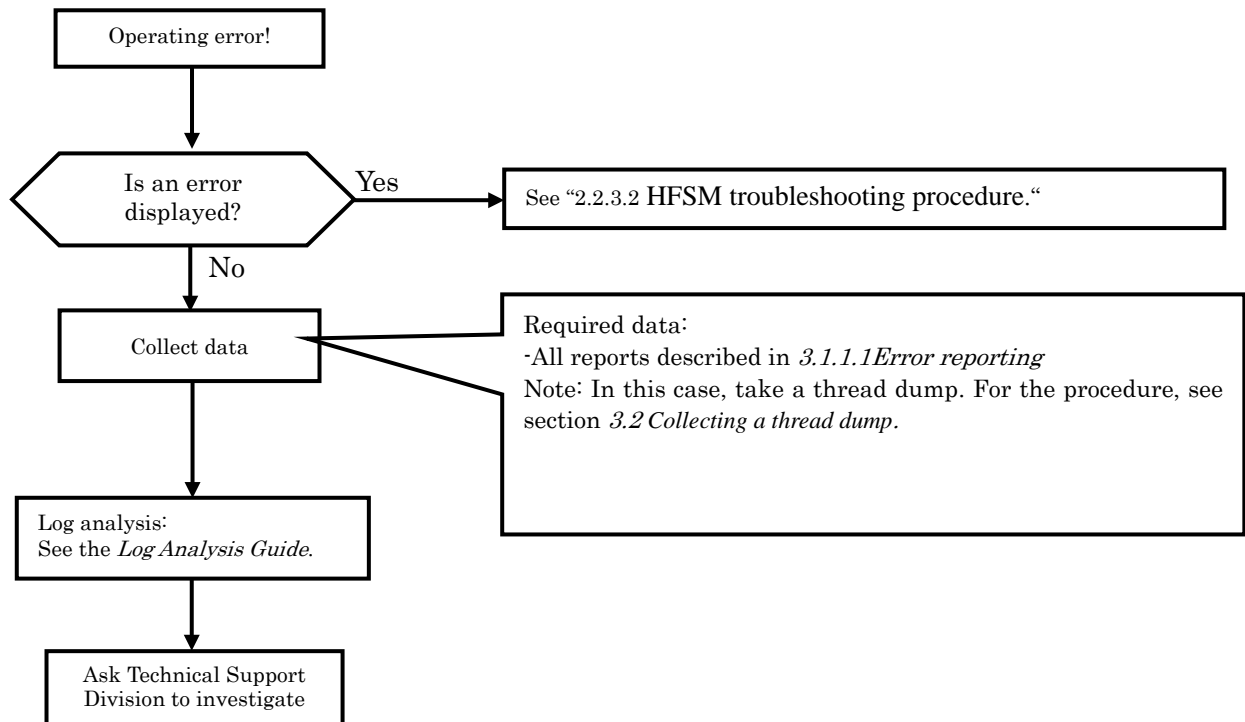 Operating error!
Is an error
displayed?
Yes
See “2.2.3.2 HFSM troubleshooting procedure.“
No
Collect data
Required data:
-All reports described in 3.1.1.1Error reporting
Note: In this case, take a thread dump. For the procedure, see
section 3.2 Collecting a thread dump.
Log analysis:
See the Log Analysis Guide.
Ask Technical Support
Division to investigate